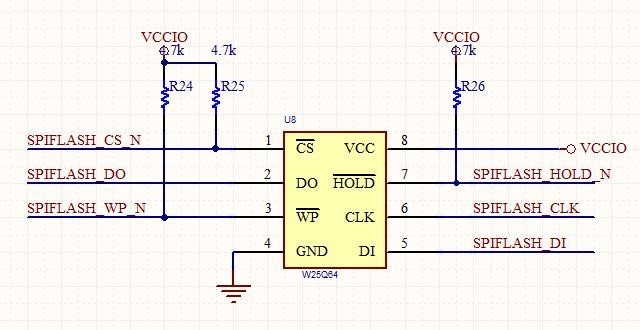 VCCIO VCCIO
7k 4.7k 7k
R24 R25 R26
U8
SPIFLASH_CS_N 1 CS VCC 8 VCCIO
SPIFLASH_DO 2 DO HOLD 7 SPIFLASH_HOLD_N
SPIFLASH_WP_N 3 WP CLK 6 SPIFLASH_CLK
4 GND DI 5 SPIFLASH_DI
W25Q64